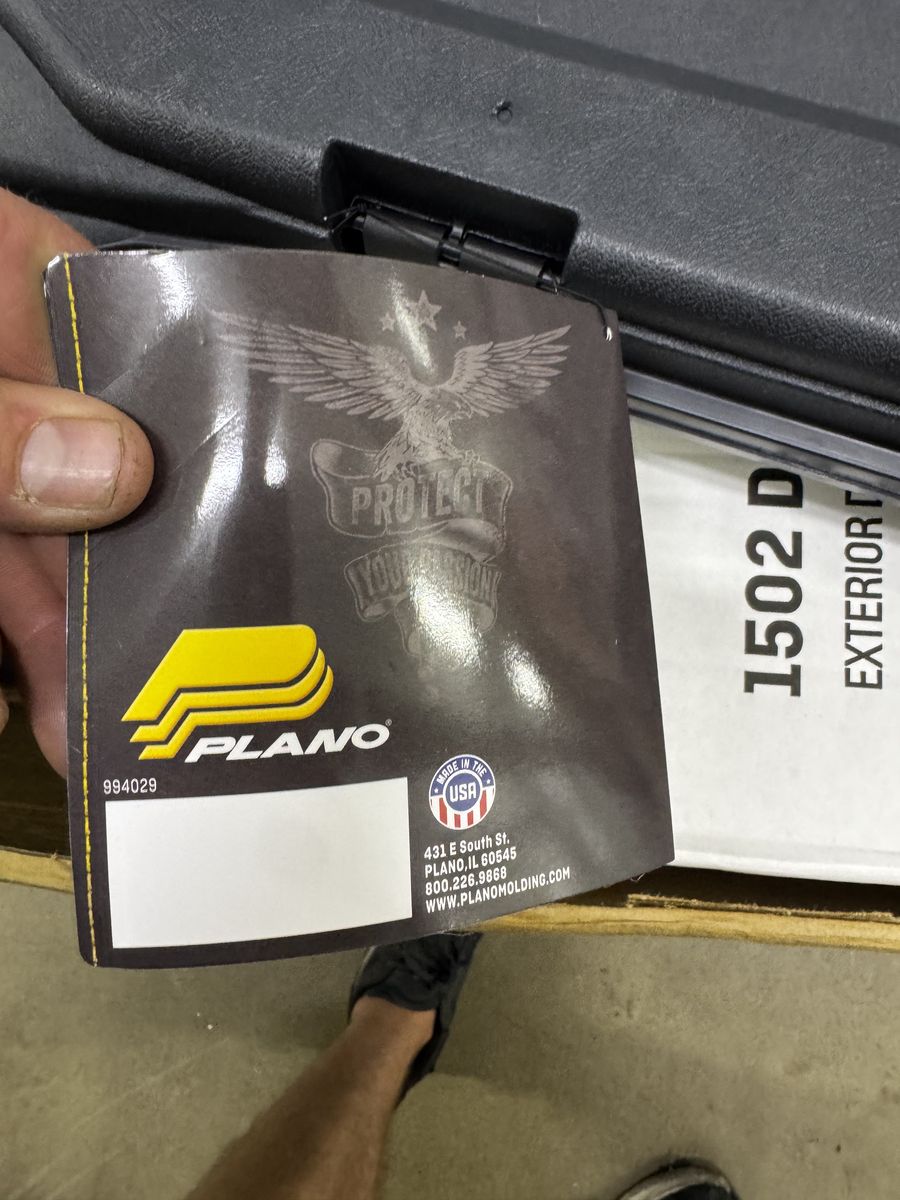 PROTECT
YOUR PASSION
PLANO®
994029
MADE IN THE
USA
431 E South St.
PLANO, IL 60545
800.226.9868
WWW.PLANOMOLDING.COM
1502 D
EXTERIOR